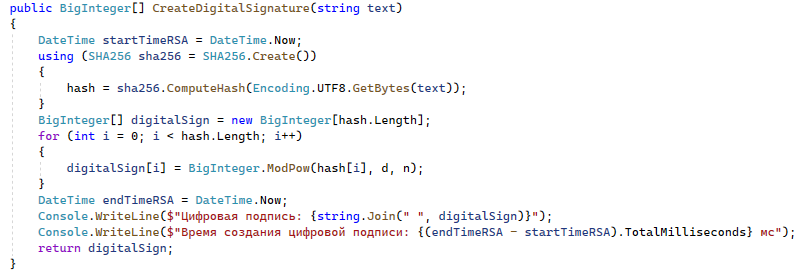 public BigInteger[] CreateDigitalSignature(string text)
{
    DateTime startTimeRSA = DateTime.Now;
    using (SHA256 sha256 = SHA256.Create())
    {
        hash = sha256.ComputeHash(Encoding.UTF8.GetBytes(text));
    }
    BigInteger[] digitalSign = new BigInteger[hash.Length];
    for (int i = 0; i < hash.Length; i++)
    {
        digitalSign[i] = BigInteger.ModPow(hash[i], d, n);
    }
    DateTime endTimeRSA = DateTime.Now;
    Console.WriteLine($"Цифровая подпись: {string.Join(" ", digitalSign)}");
    Console.WriteLine($"Время создания цифровой подписи: {(endTimeRSA - startTimeRSA).TotalMilliseconds} мс");
    return digitalSign;
}